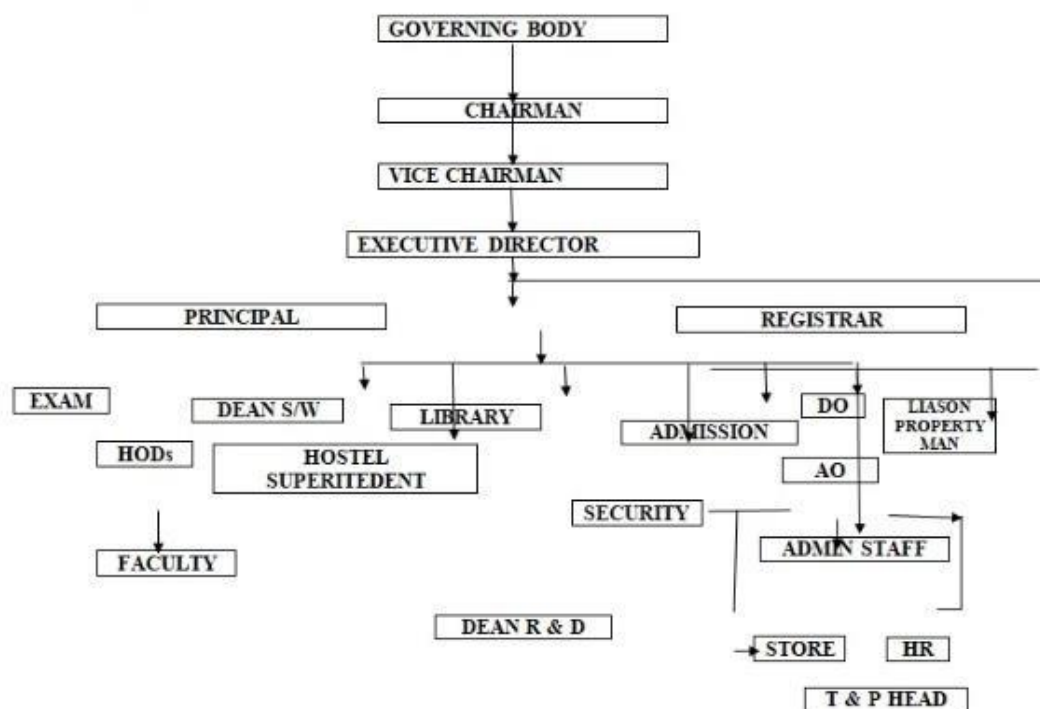 GOVERNING BODY
CHAIRMAN
VICE CHAIRMAN
EXECUTIVE DIRECTOR
PRINCIPAL
REGISTRAR
EXAM
DEAN S/W
LIBRARY
ADMISSION
DO
LIASON
PROPERTY
MAN
HODs
HOSTEL
SUPERITEDENT
AO
SECURITY
ADMIN STAFF
FACULTY
DEAN R & D
STORE
HR
T & P HEAD